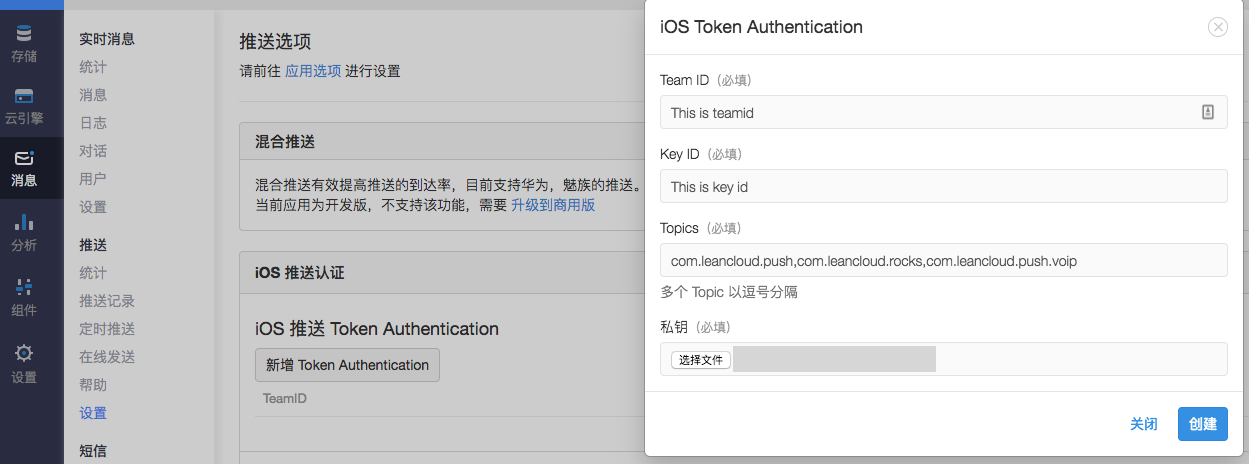 存储
云引擎
消息
分析
组件
设置
实时消息
统计
消息
日志
对话
用户
设置
推送
统计
推送记录
定时推送
在线发送
帮助
设置
短信
推送选项
请前往 应用选项 进行设置
混合推送
混合推送有效提高推送的到达率，目前支持华为，魅族的推送。
当前应用为开发版，不支持该功能，需要 升级到商用版
iOS 推送认证
iOS 推送 Token Authentication
新增 Token Authentication
TeamID
iOS Token Authentication
Team ID（必填）
This is teamid
Key ID（必填）
This is key id
Topics（必填）
com.leancloud.push,com.leancloud.rocks,com.leancloud.push.voip
多个 Topic 以逗号分隔
私钥（必填）
选择文件
关闭
创建